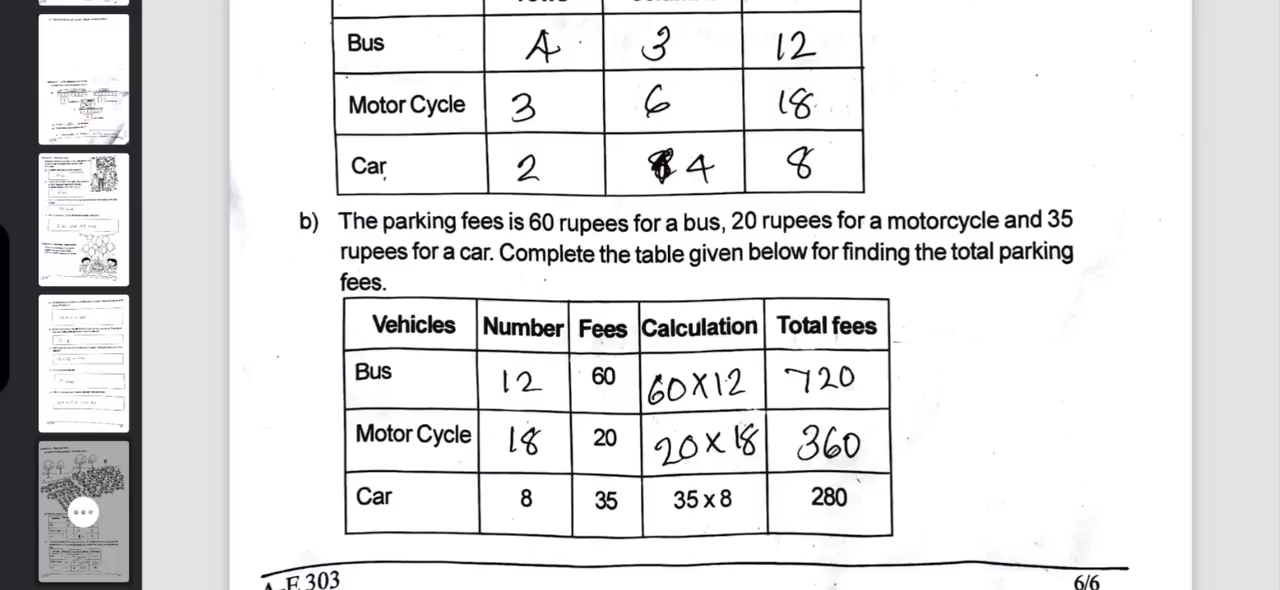 Bus 4 3 12
Motor Cycle 3 6 18
Car 2 4 8
b) The parking fees is 60 rupees for a bus, 20 rupees for a motorcycle and 35
rupees for a car. Complete the table given below for finding the total parking
fees.
Vehicles Number Fees Calculation Total fees
Bus 12 60 60X12 720
Motor Cycle 18 20 20X18 360
Car 8 35 35 x 8 280
303
6/6